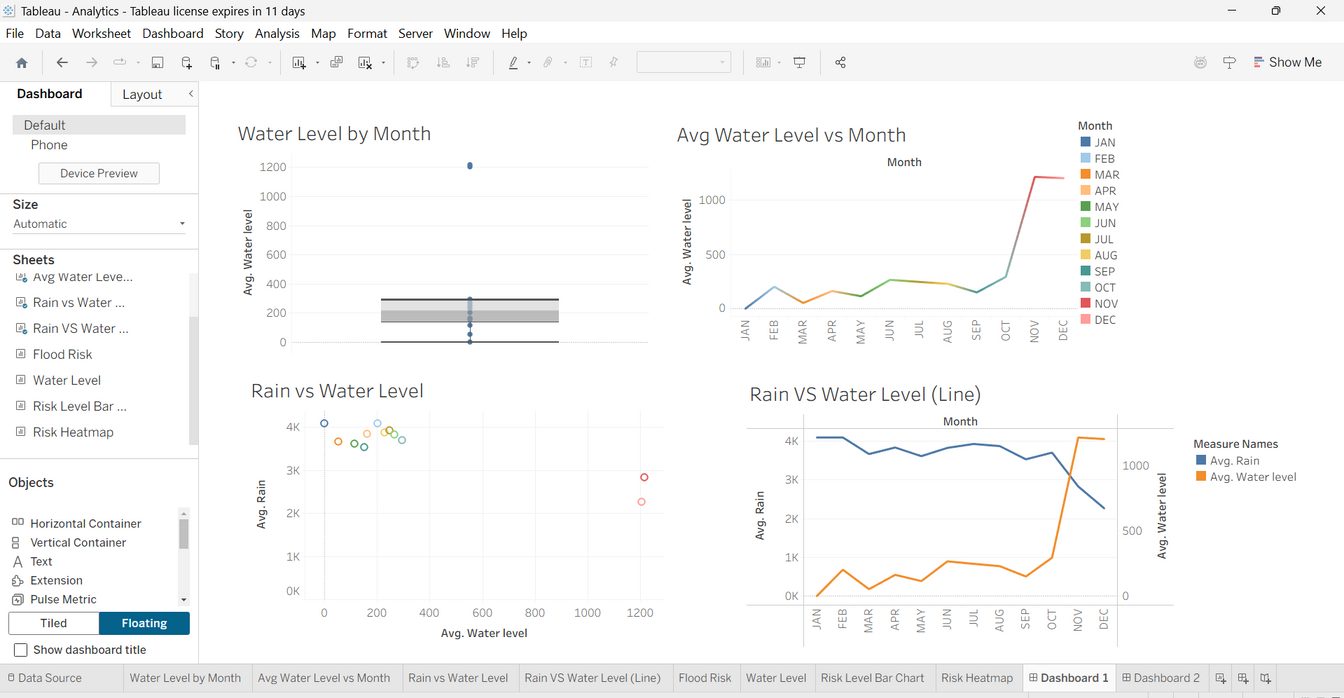 Tableau - Analytics - Tableau license expires in 11 days
File Data Worksheet Dashboard Story Analysis Map Format Server Window Help
Show Me
Dashboard Layout
Default
Phone
Device Preview
Size
Automatic
Sheets
Avg Water Leve...
Rain vs Water ...
Rain VS Water ...
Flood Risk
Water Level
Risk Level Bar ...
Risk Heatmap
Objects
Horizontal Container
Vertical Container
Text
Extension
Pulse Metric
Tiled Floating
Show dashboard title
Water Level by Month
Avg. Water level
1200
1000
800
600
400
200
0
Avg Water Level vs Month
Month
Avg. Water level
1000
500
0
JAN FEB MAR APR MAY JUN JUL AUG SEP OCT NOV DEC
Month
JAN
FEB
MAR
APR
MAY
JUN
JUL
AUG
SEP
OCT
NOV
DEC
Rain vs Water Level
Avg. Rain
4K
3K
2K
1K
0K
0 200 400 600 800 1000 1200
Avg. Water level
Rain VS Water Level (Line)
Month
Avg. Rain
4K
3K
2K
1K
0K
1000
500
0
Avg. Water level
JAN FEB MAR APR MAY JUN JUL AUG SEP OCT NOV DEC
Measure Names
Avg. Rain
Avg. Water level
Data Source Water Level by Month Avg Water Level vs Month Rain vs Water Level Rain VS Water Level (Line) Flood Risk Water Level Risk Level Bar Chart Risk Heatmap Dashboard 1 Dashboard 2